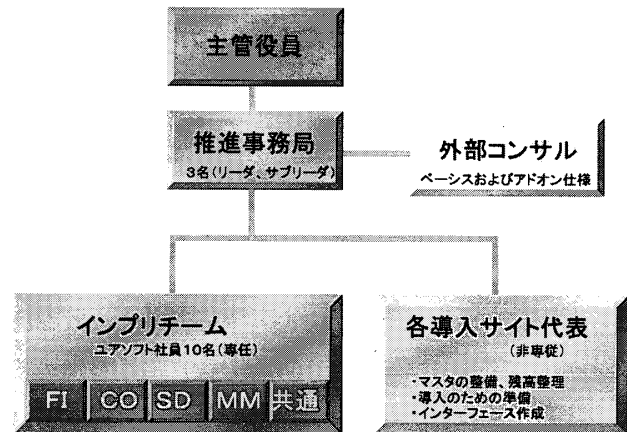 主管役員
推進事務局
3名(リーダ、サブリーダ)
外部コンサル
ベーシスおよびアドオン仕様
インプリチーム
ユアソフト社員10名(専任)
FI CO SD MM 共通
各導入サイト代表
(非専従)
・マスタの整備、残高整理
・導入のための準備
・インターフェース作成